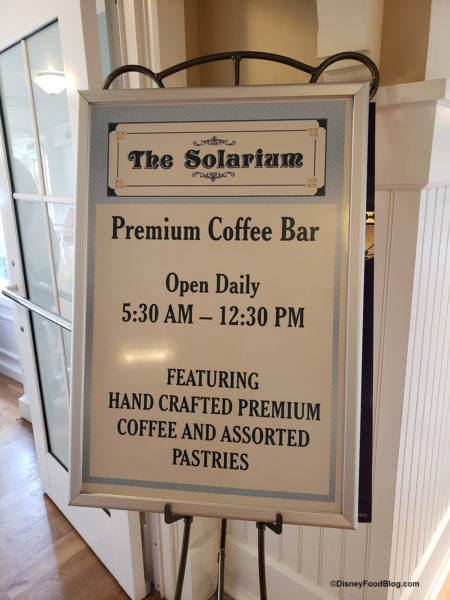 The Solarium
Premium Coffee Bar
Open Daily
5:30 AM – 12:30 PM
FEATURING
HAND CRAFTED PREMIUM
COFFEE AND ASSORTED
PASTRIES
©DisneyFoodBlog.com